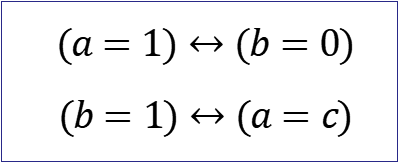 (a = 1) ↔ (b = 0)
(b = 1) ↔ (a = c)